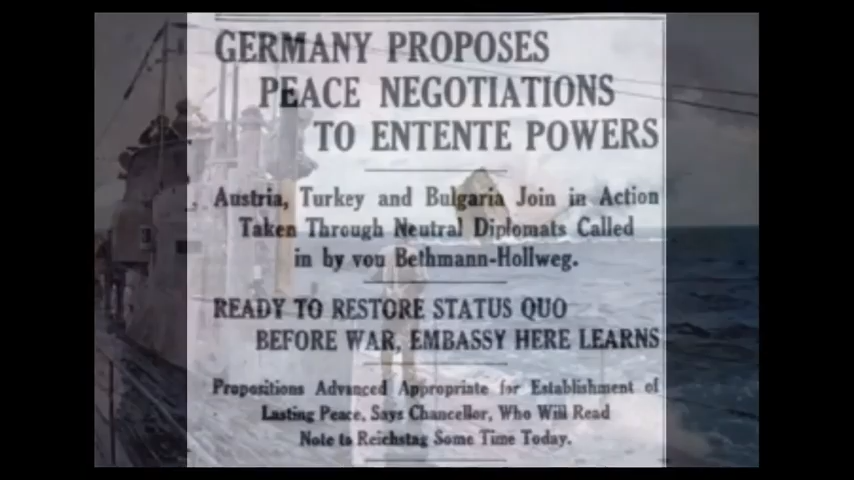 GERMANY PROPOSES
PEACE NEGOTIATIONS
TO ENTENTE POWERS
Austria, Turkey and Bulgaria Join in Action
Taken Through Neutral Diplomats Called
in by von Bethmann-Hollweg.
READY TO RESTORE STATUS QUO
BEFORE WAR, EMBASSY HERE LEARNS
Propositions Advanced Appropriate for Establishment of
Lasting Peace, Says Chancellor, Who Will Read
Note to Reichstag Some Time Today.